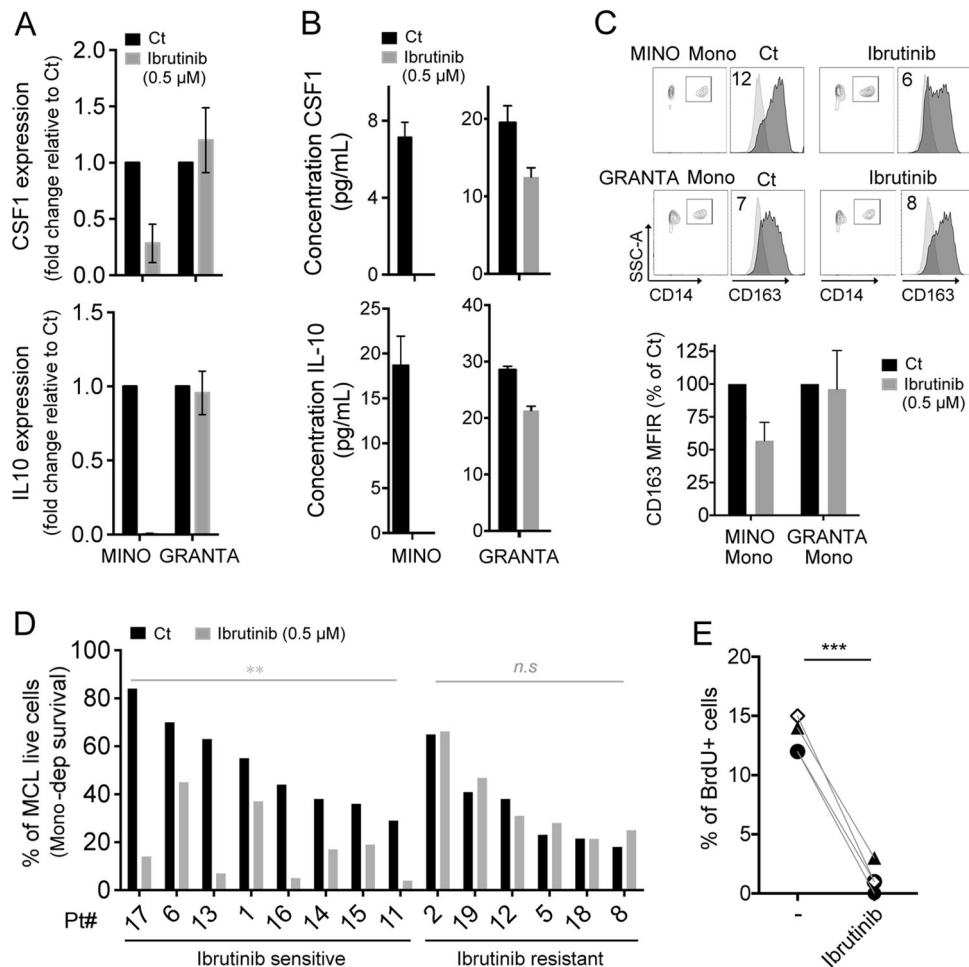 A
Ct
Ibrutinib
(0.5 µM)
CSF1 expression
(fold change relative to Ct)
2.0
1.5
1.0
0.5
0.0
IL10 expression
(fold change relative to Ct)
1.5
1.0
0.5
0.0
MINO GRANTA
B
Ct
Ibrutinib
(0.5 µM)
Concentration CSF1
(pg/mL)
8
6
4
2
0
20
10
0
Concentration IL-10
(pg/mL)
25
20
15
10
5
0
40
30
20
10
0
MINO
GRANTA
C
MINO Mono Ct Ibrutinib
12
6
GRANTA Mono Ct Ibrutinib
7
8
SSC-A
CD14 CD163 CD14 CD163
CD163 MFIR (% of Ct)
125
100
75
50
25
0
Ct
Ibrutinib
(0.5 µM)
MINO GRANTA
Mono Mono
D
Ct Ibrutinib (0.5 µM)
% of MCL live cells
(Mono-dep survival)
100
80
60
40
20
0
** n.s
Pt# 17 6 13 1 16 14 15 11 2 19 12 5 18 8
Ibrutinib sensitive Ibrutinib resistant
E
***
% of BrdU+ cells
20
15
10
5
0
- Ibrutinib